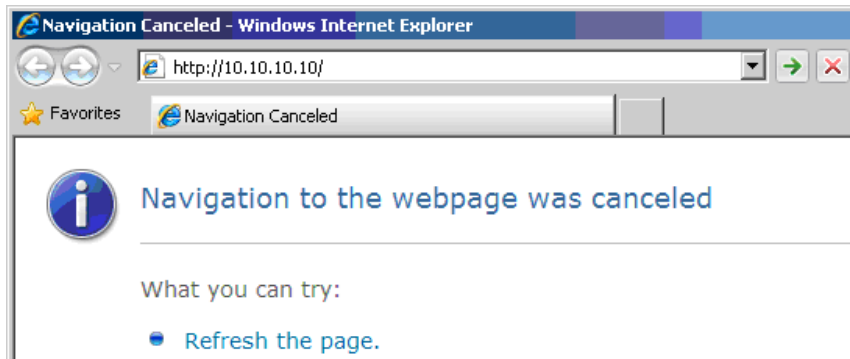 Navigation Canceled - Windows Internet Explorer
http://10.10.10.10/
Favorites
Navigation Canceled
Navigation to the webpage was canceled
What you can try:
Refresh the page.